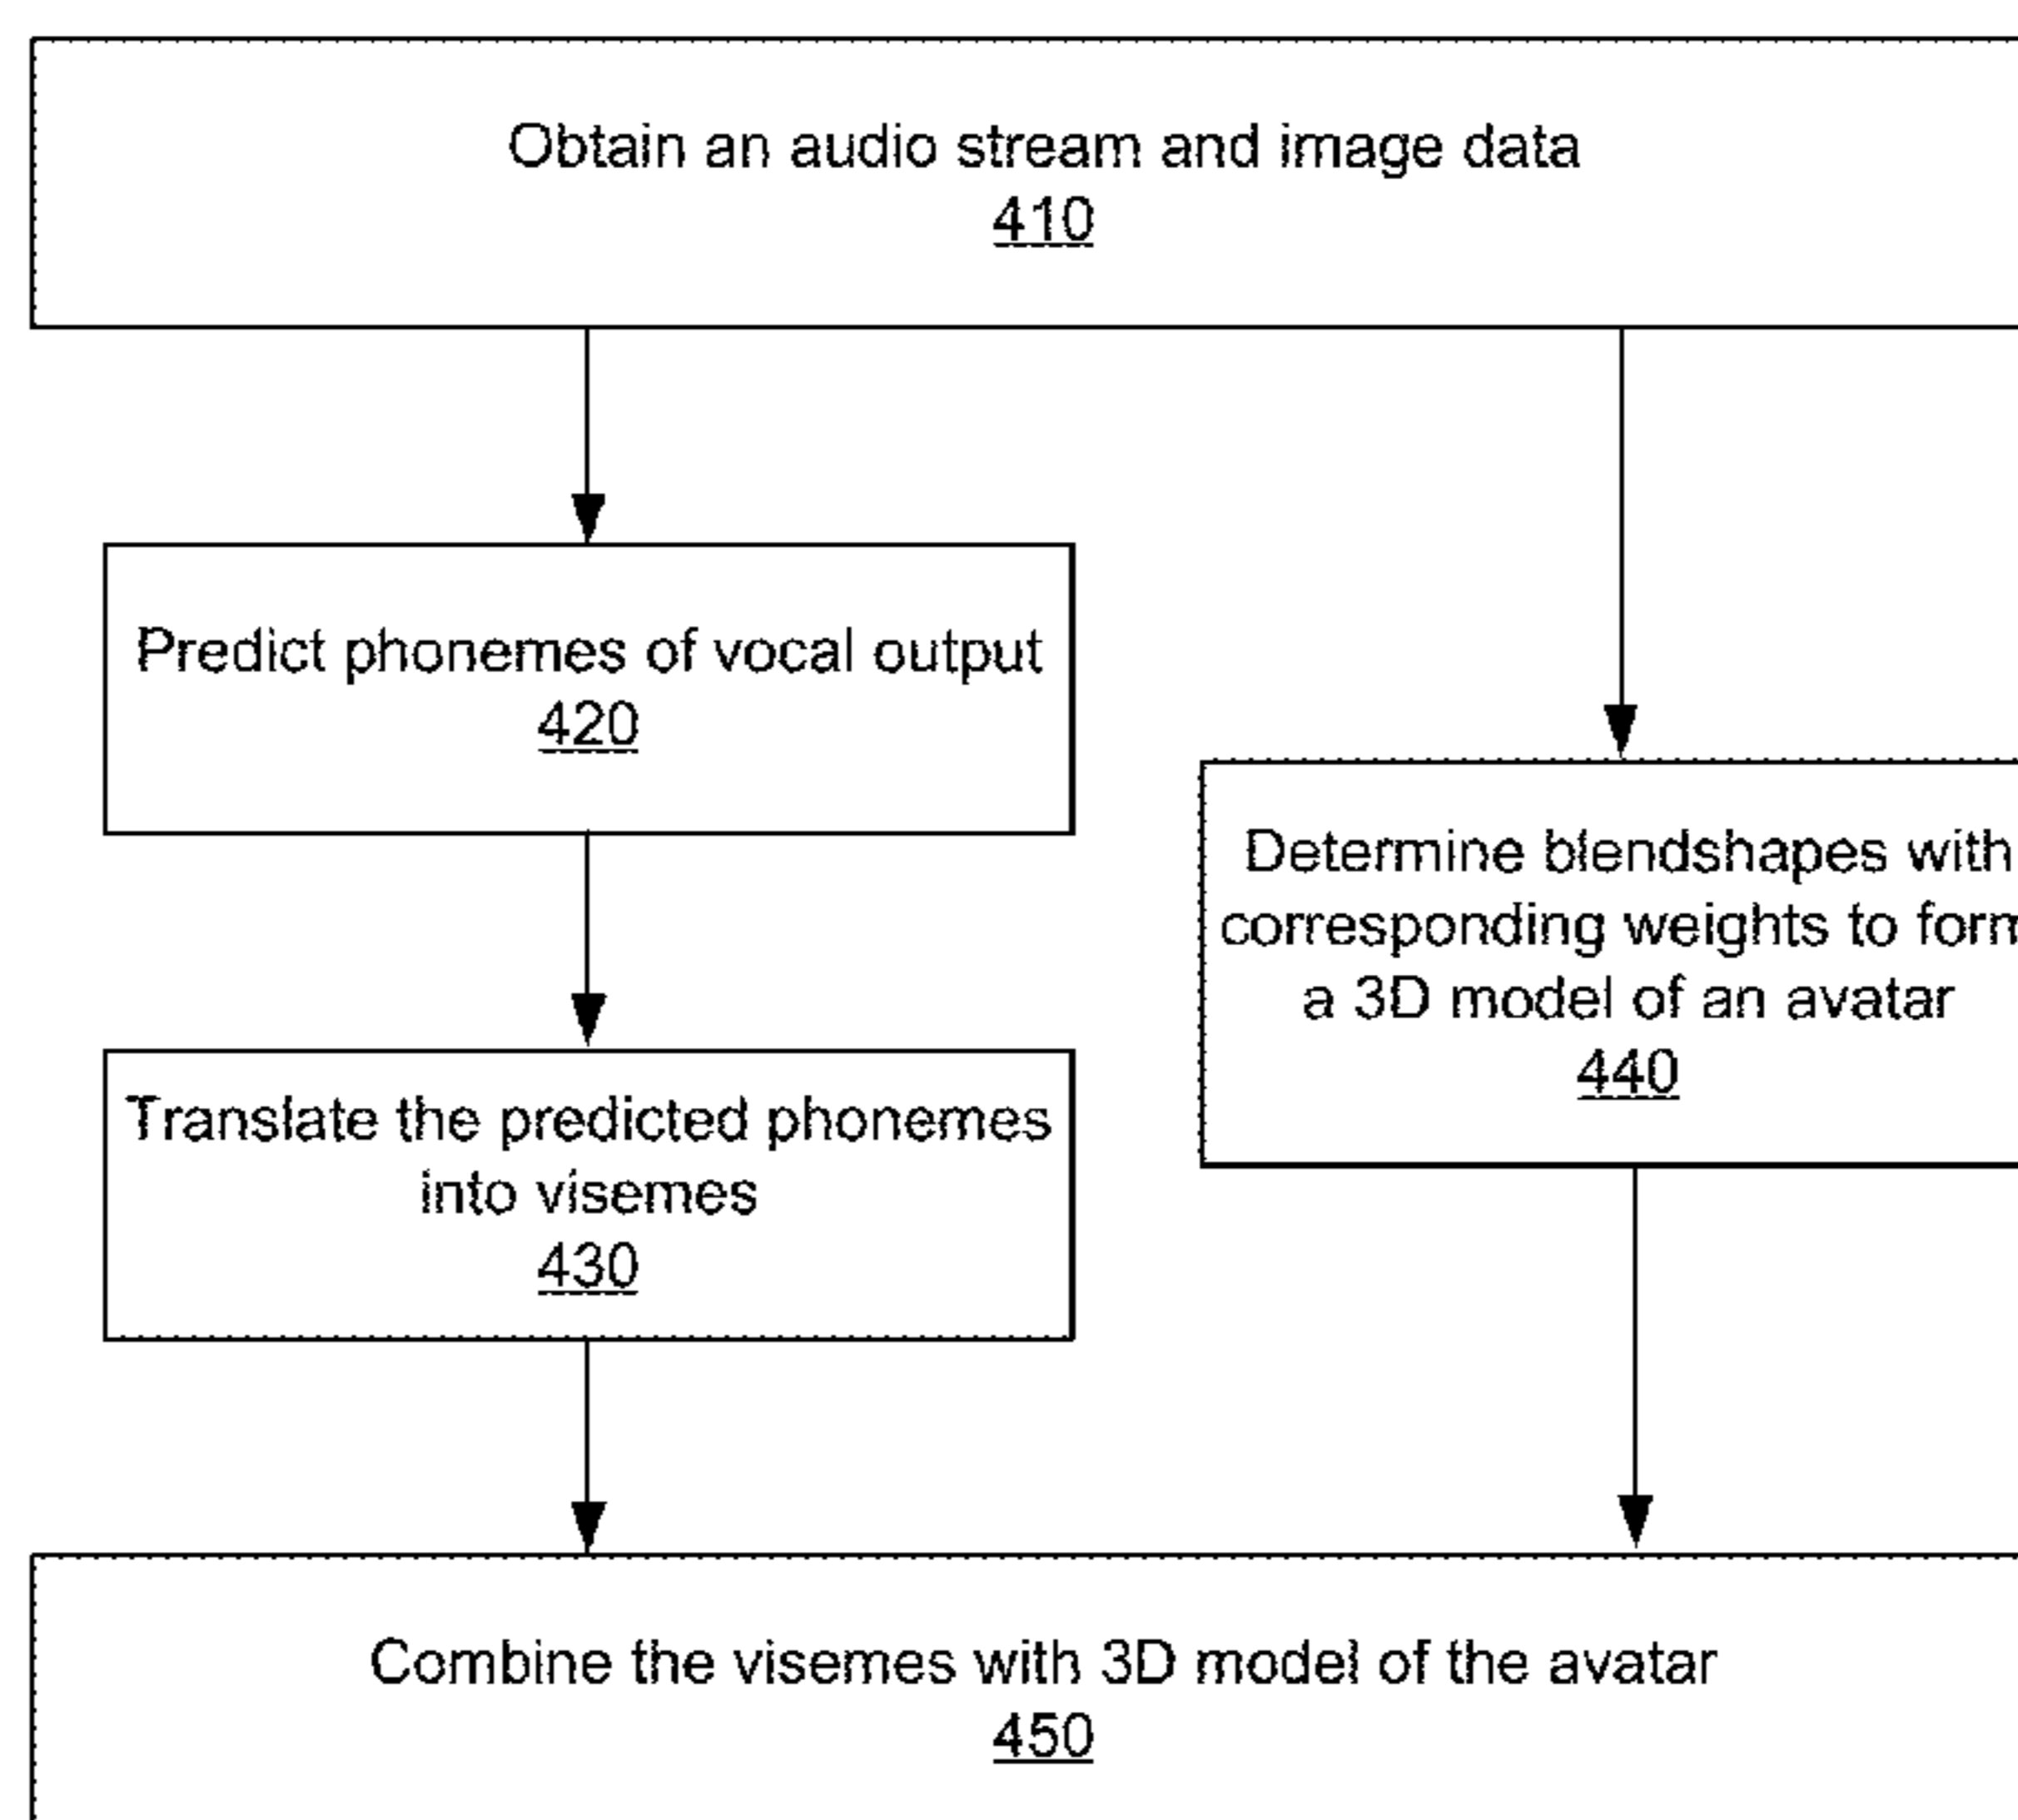 Obtain an audio stream and image data
410
Predict phonemes of vocal output
420
Translate the predicted phonemes
into visemes
430
Determine blendshapes with
corresponding weights to form
a 3D model of an avatar
440
Combine the visemes with 3D model of the avatar
450